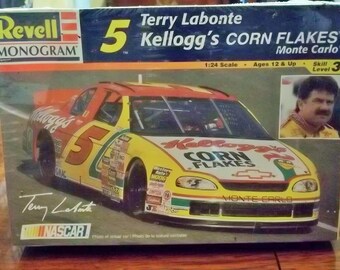 Revell
MONOGRAM
5
Terry Labonte
Kellogg's CORN FLAKES
Monte Carlo
1:24 Scale • Ages 12 & Up • Skill Level 3
Kellogg's
5
Kellogg's
CORN
FLAKES
MONTE CARLO
Terry Labonte
NASCAR